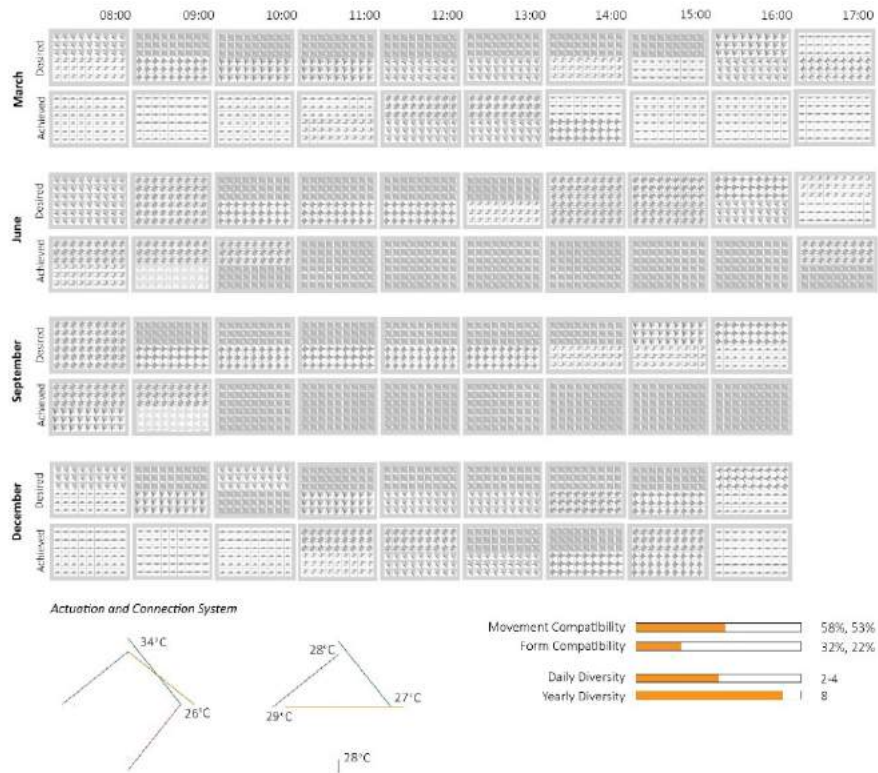 08:00 09:00 10:00 11:00 12:00 13:00 14:00 15:00 16:00 17:00
March
Desired
Achieved
June
Desired
Achieved
September
Desired
Achieved
December
Desired
Achieved
Actuation and Connection System
34°C
26°C
28°C
29°C
27°C
28°C
Movement Compatibility 58%, 53%
Form Compatibility 32%, 22%
Daily Diversity 2-4
Yearly Diversity 8